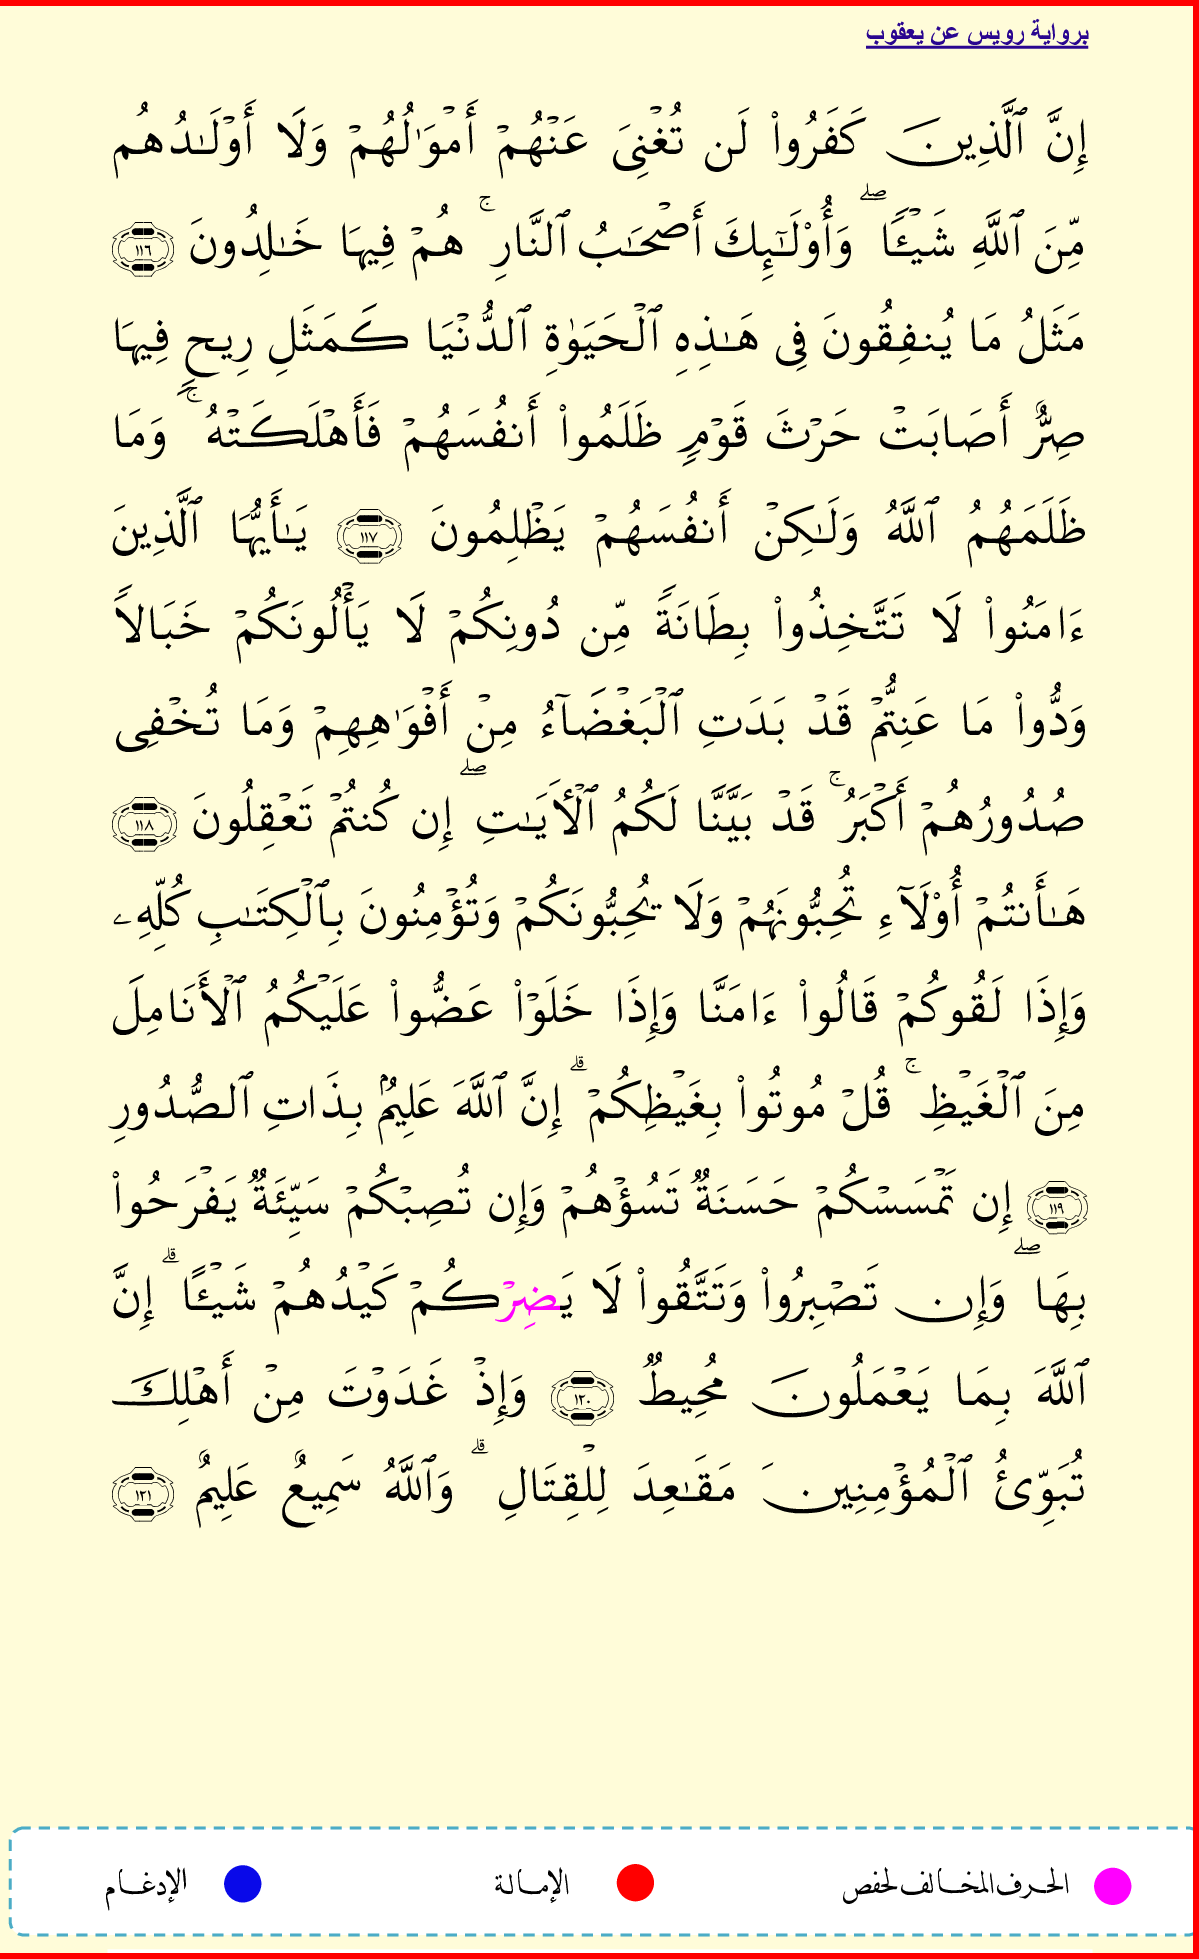 برواية رويس عن يعقوب
إِنَّ ٱلَّذِينَ كَفَرُواْ لَن تُغْنِىَ عَنْهُمْ أَمْوَٰلُهُمْ وَلَا أَوْلَـٰدُهُم
مِّنَ ٱللَّهِ شَيْـًٔا ۖ وَأُوْلَـٰٓئِكَ أَصْحَـٰبُ ٱلنَّارِ ۚ هُمْ فِيهَا خَـٰلِدُونَ ١١٦
مَثَلُ مَا يُنفِقُونَ فِى هَـٰذِهِ ٱلْحَيَوٰةِ ٱلدُّنْيَا كَمَثَلِ رِيحٍ فِيهَا
صِرٌّ أَصَابَتْ حَرْثَ قَوْمٍ ظَلَمُواْ أَنفُسَهُمْ فَأَهْلَكَتْهُ ۚ وَمَا
ظَلَمَهُمُ ٱللَّهُ وَلَـٰكِنْ أَنفُسَهُمْ يَظْلِمُونَ ١١٧ يَـٰأَيُّهَا ٱلَّذِينَ
ءَامَنُواْ لَا تَتَّخِذُواْ بِطَانَةً مِّن دُونِكُمْ لَا يَأْلُونَكُمْ خَبَالاً
وَدُّواْ مَا عَنِتُّمْ قَدْ بَدَتِ ٱلْبَغْضَآءُ مِنْ أَفْوَٰهِهِمْ وَمَا تُخْفِى
صُدُورُهُمْ أَكْبَرُ ۚ قَدْ بَيَّنَّا لَكُمُ ٱلْأَيَـٰتِ ۖ إِن كُنتُمْ تَعْقِلُونَ ١١٨
هَـٰأَنتُمْ أُوْلَآءِ تُحِبُّونَهُمْ وَلَا يُحِبُّونَكُمْ وَتُؤْمِنُونَ بِٱلْكِتَـٰبِ كُلِّهِۦ
وَإِذَا لَقُوكُمْ قَالُواْ ءَامَنَّا وَإِذَا خَلَوْاْ عَضُّواْ عَلَيْكُمُ ٱلْأَنَامِلَ
مِنَ ٱلْغَيْظِ ۚ قُلْ مُوتُواْ بِغَيْظِكُمْ ۗ إِنَّ ٱللَّهَ عَلِيمٌۢ بِذَاتِ ٱلصُّدُورِ
١١٩ إِن تَمْسَسْكُمْ حَسَنَةٌ تَسُؤْهُمْ وَإِن تُصِبْكُمْ سَيِّئَةٌ يَفْرَحُواْ
بِهَا ۖ وَإِن تَصْبِرُواْ وَتَتَّقُواْ لَا يَضِرْكُمْ كَيْدُهُمْ شَيْـًٔا ۗ إِنَّ
ٱللَّهَ بِمَا يَعْمَلُونَ مُحِيطٌ ١٢٠ وَإِذْ غَدَوْتَ مِنْ أَهْلِكَ
تُبَوِّئُ ٱلْمُؤْمِنِينَ مَقَـٰعِدَ لِلْقِتَالِ ۗ وَٱللَّهُ سَمِيعٌ عَلِيمٌ ١٢١
الحرف المخالف لحفص الإمالة الإدغام